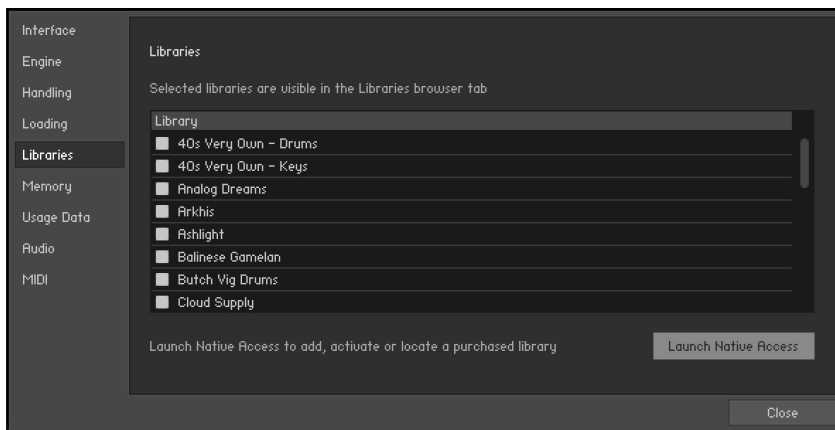 Interface
Engine
Handling
Loading
Libraries
Memory
Usage Data
Audio
MIDI
Libraries
Selected libraries are visible in the Libraries browser tab
Library
40s Very Own - Drums
40s Very Own - Keys
Analog Dreams
Arkhis
Ashlight
Balinese Gamelan
Butch Vig Drums
Cloud Supply
Launch Native Access to add, activate or locate a purchased library
Launch Native Access
Close